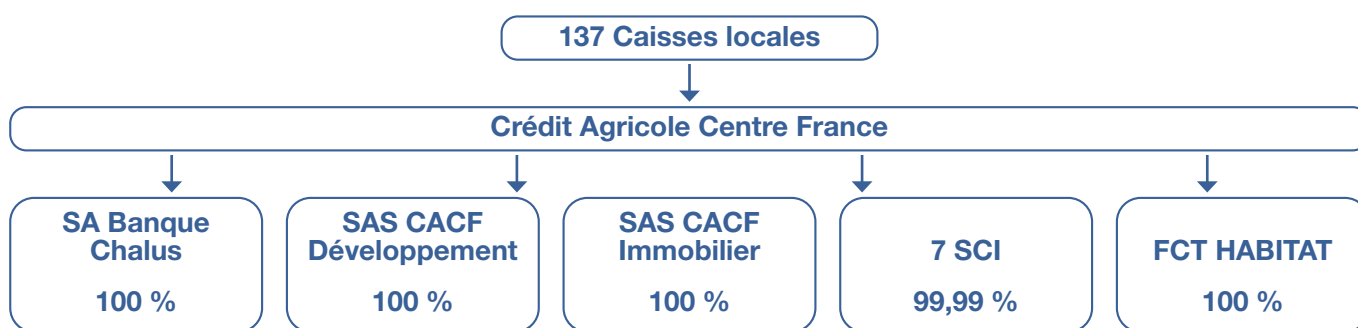 137 Caisses locales
Crédit Agricole Centre France
SA Banque
Chalus
100 %
SAS CACF
Développement
100 %
SAS CACF
Immobilier
100 %
7 SCI
99,99 %
FCT HABITAT
100 %